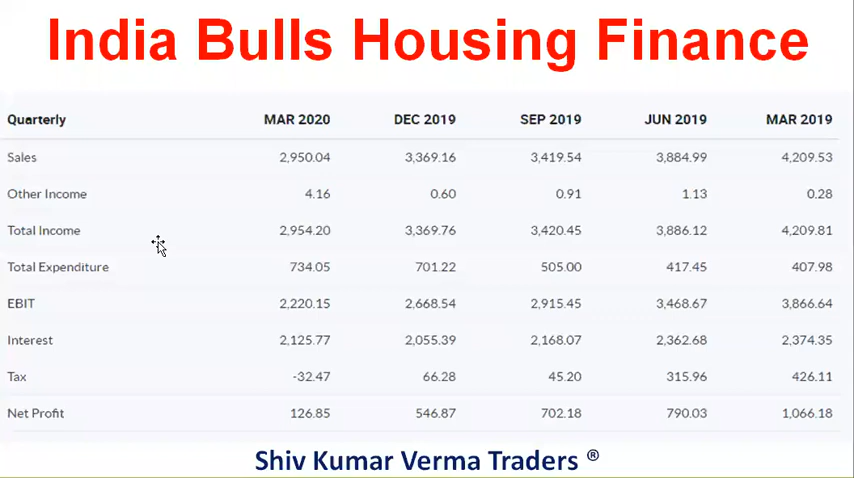 India Bulls Housing Finance
Quarterly MAR 2020 DEC 2019 SEP 2019 JUN 2019 MAR 2019
Sales 2,950.04 3,369.16 3,419.54 3,884.99 4,209.53
Other Income 4.16 0.60 0.91 1.13 0.28
Total Income 2,954.20 3,369.76 3,420.45 3,886.12 4,209.81
Total Expenditure 734.05 701.22 505.00 417.45 407.98
EBIT 2,220.15 2,668.54 2,915.45 3,468.67 3,866.64
Interest 2,125.77 2,055.39 2,168.07 2,362.68 2,374.35
Tax -32.47 66.28 45.20 315.96 426.11
Net Profit 126.85 546.87 702.18 790.03 1,066.18
Shiv Kumar Verma Traders ®